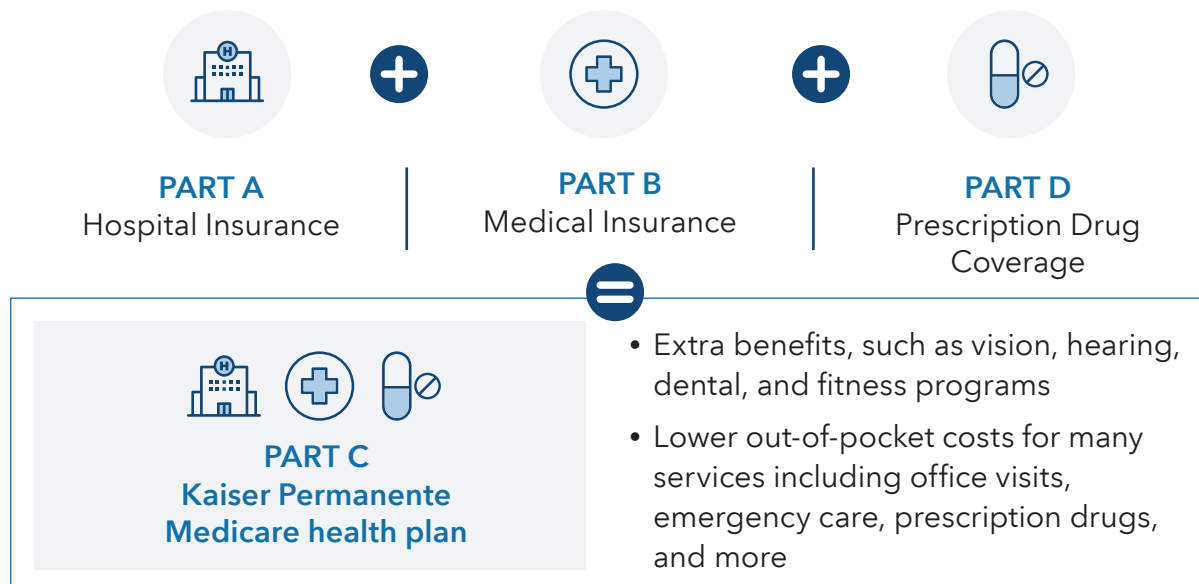 H
PART A
Hospital Insurance
PART B
Medical Insurance
PART D
Prescription Drug
Coverage
H
PART C
Kaiser Permanente
Medicare health plan
• Extra benefits, such as vision, hearing,
dental, and fitness programs
• Lower out-of-pocket costs for many
services including office visits,
emergency care, prescription drugs,
and more